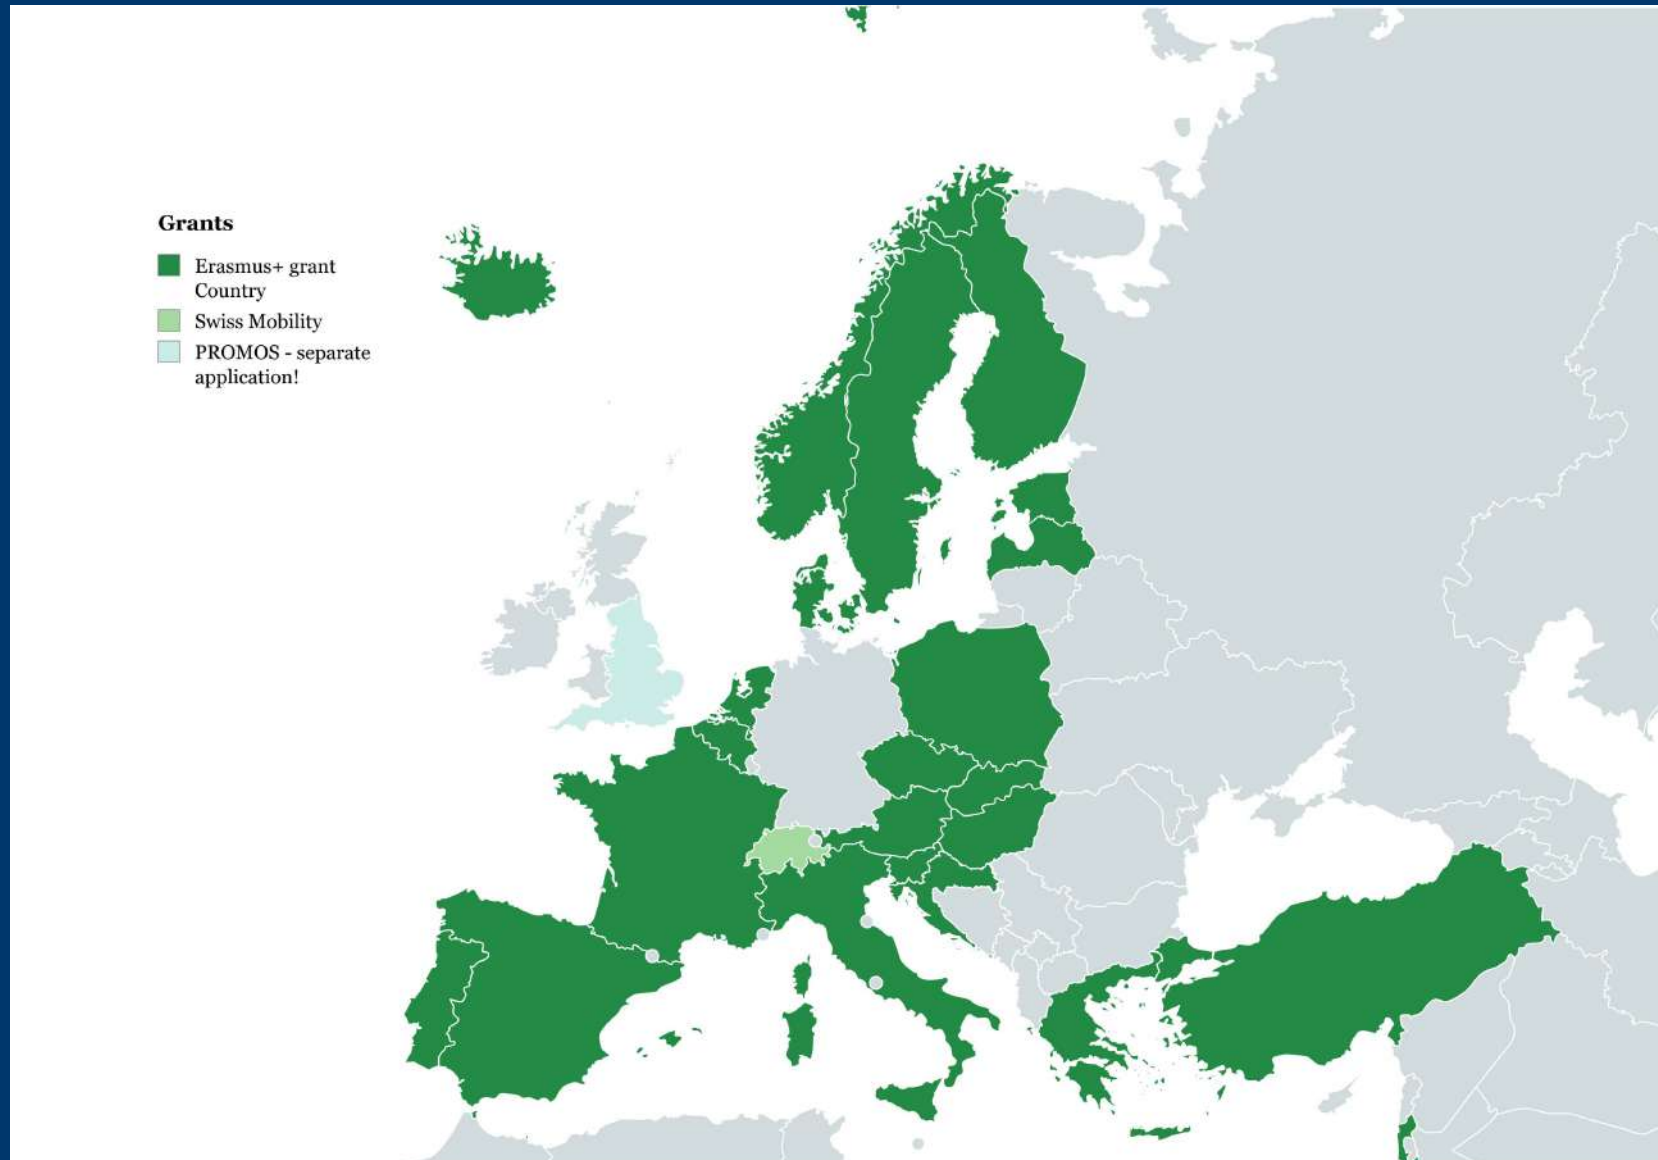 Grants
Erasmus+ grant
Country
Swiss Mobility
PROMOS - separate
application!